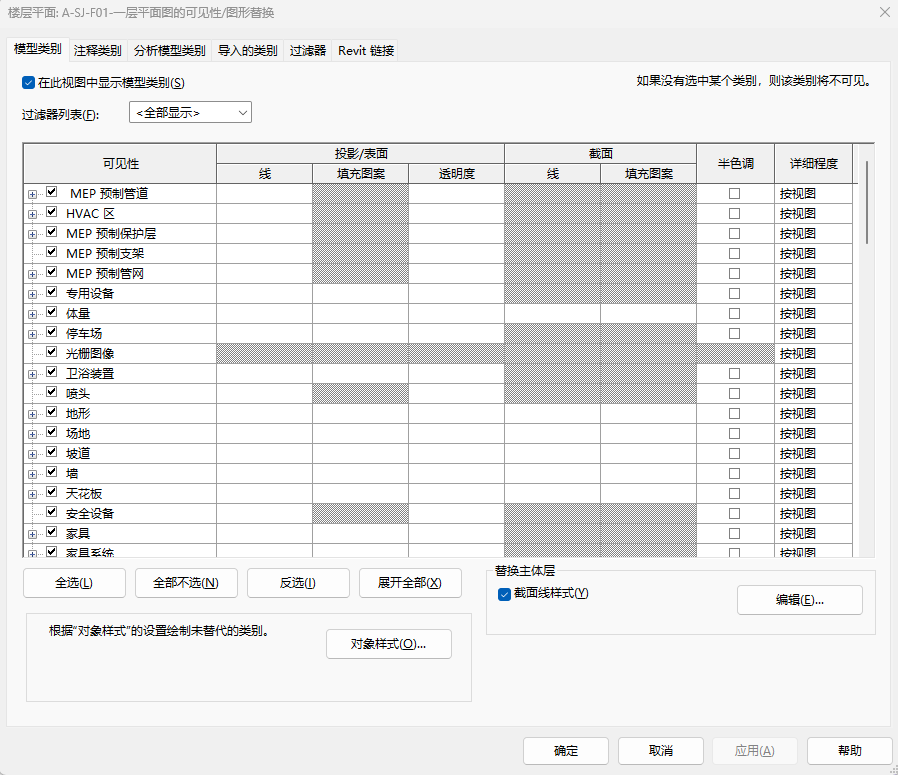 楼层平面: A-SJ-F01-一层平面图的可见性/图形替换
模型类别 注释类别 分析模型类别 导入的类别 过滤器 Revit 链接
在此视图中显示模型类别(S)
如果没有选中某个类别，则该类别将不可见。
过滤器列表(F): <全部显示>
可见性 投影/表面 截面 半色调 详细程度
线 填充图案 透明度 线 填充图案
MEP 预制管道 按视图
HVAC 区 按视图
MEP 预制保护层 按视图
MEP 预制支架 按视图
MEP 预制管网 按视图
专用设备 按视图
体量 按视图
停车场 按视图
光栅图像 按视图
卫浴装置 按视图
喷头 按视图
地形 按视图
场地 按视图
坡道 按视图
墙 按视图
天花板 按视图
安全设备 按视图
家具 按视图
家具系统 按视图
全选(L) 全部不选(N) 反选(I) 展开全部(X)
替换主体层
截面线样式(Y)
编辑(E)...
根据"对象样式"的设置绘制未替代的类别。
对象样式(O)...
确定 取消 应用(A) 帮助